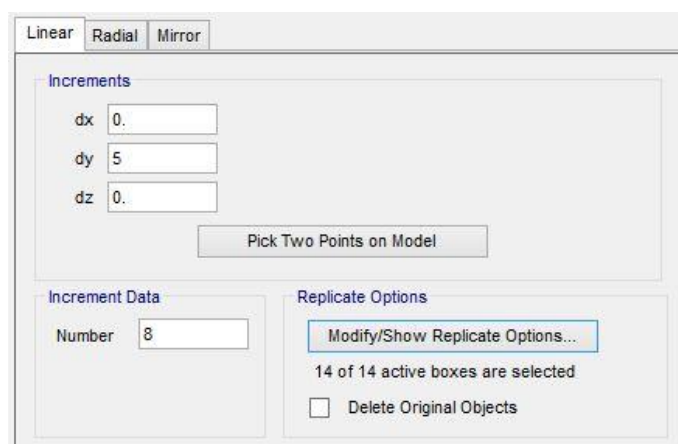 Linear Radial Mirror
Increments
dx 0.
dy 5
dz 0.
Pick Two Points on Model
Increment Data
Number 8
Replicate Options
Modify/Show Replicate Options...
14 of 14 active boxes are selected
Delete Original Objects